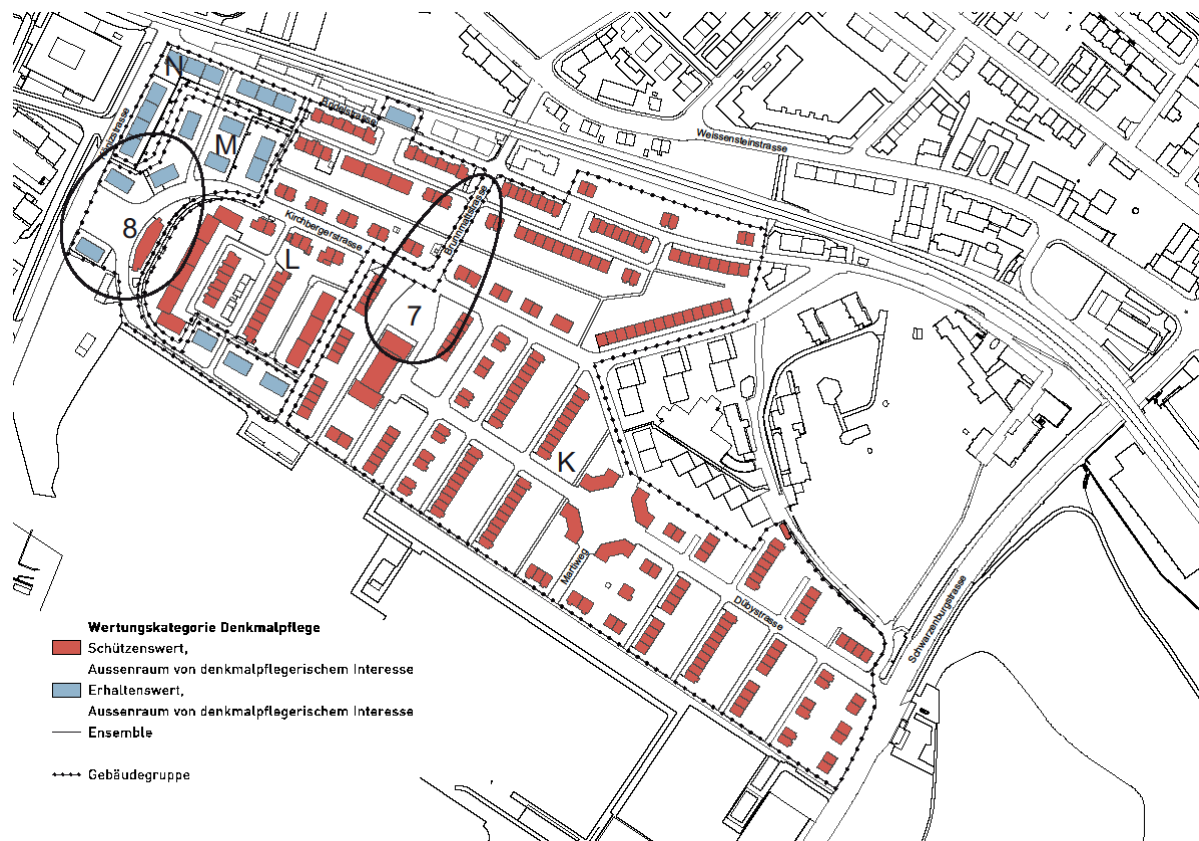 N
M
Weissensteinstrasse
Brunnmattstrasse
Kirchbergerstrasse
8
L
7
K
Martiweg
Dübystrasse
Schwarzenburgstrasse
Wertungskategorie Denkmalpflege
Schützenswert,
Aussenraum von denkmalpflegerischem Interesse
Erhaltenswert,
Aussenraum von denkmalpflegerischem Interesse
Ensemble
Gebäudegruppe